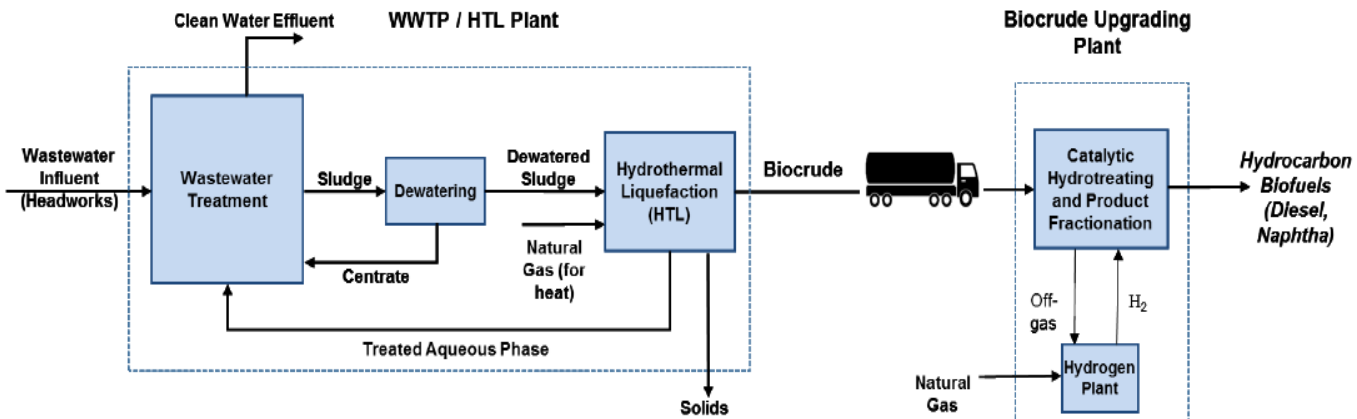 Clean Water Effluent
WWTP / HTL Plant
Biocrude Upgrading
Plant
Wastewater
Influent
(Headworks)
Wastewater
Treatment
Sludge
Dewatering
Dewatered
Sludge
Hydrothermal
Liquefaction
(HTL)
Biocrude
Catalytic
Hydrotreating
and Product
Fractionation
Hydrocarbon
Biofuels
(Diesel,
Naphtha)
Centrate
Natural
Gas (for
heat)
Treated Aqueous Phase
Solids
Off-
gas
H₂
Natural
Gas
Hydrogen
Plant